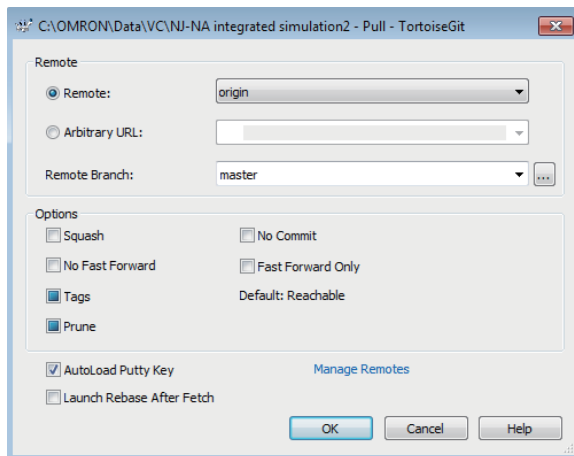 C:\OMRON\Data\VC\NJ-NA integrated simulation2 - Pull - TortoiseGit
Remote
Remote: origin
Arbitrary URL:
Remote Branch: master ...
Options
Squash No Commit
No Fast Forward Fast Forward Only
Tags Default: Reachable
Prune
AutoLoad Putty Key Manage Remotes
Launch Rebase After Fetch
OK Cancel Help